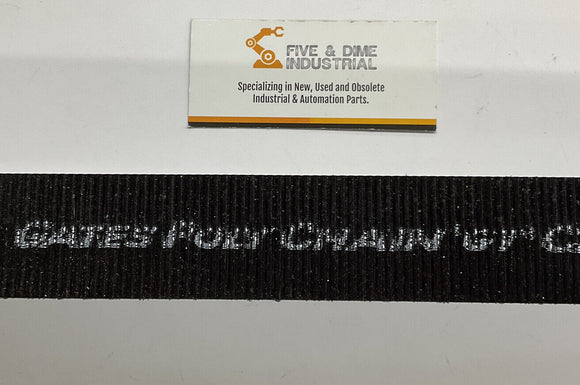 FIVE & DIME
INDUSTRIAL
Specializing in New, Used and Obsolete
Industrial & Automation Parts.
GATES POLY CHAIN GT C